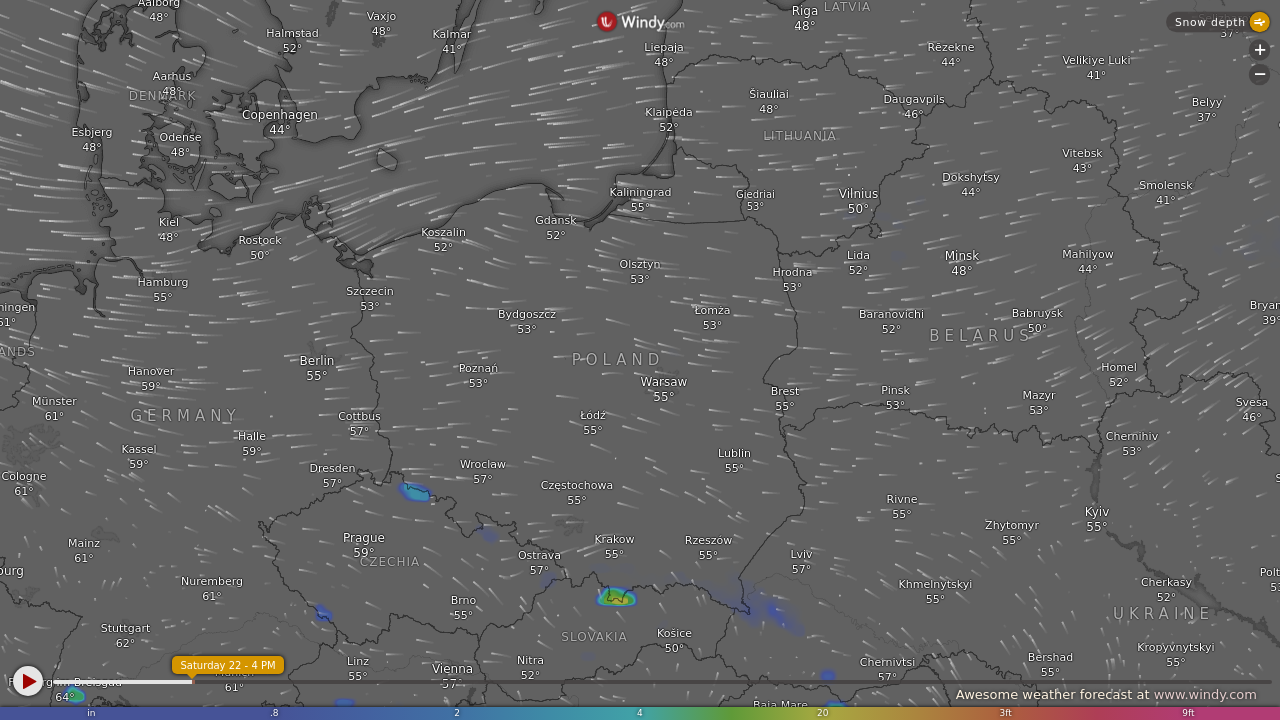 Aalborg
48°
Vaxjo
48°
Halmstad
52°
Kalmar
41°
Windy.com
Riga
48°
LATVIA
Snow depth
37°
Liepaja
48°
Rēzekne
44°
Velikiye Luki
41°
Aarhus
48°
DENMARK
Copenhagen
44°
Šiauliai
48°
Daugavpils
46°
Belyy
37°
Klaipėda
52°
LITHUANIA
Esbjerg
48°
Odense
48°
Vitebsk
43°
Dokshytsy
44°
Smolensk
41°
Kaliningrad
55°
Giedriai
53°
Vilnius
50°
Kiel
48°
Rostock
50°
Koszalin
52°
Gdansk
52°
Lida
52°
Minsk
48°
Mahilyow
44°
Olsztyn
53°
Hrodna
53°
Hamburg
55°
Szczecin
53°
Bydgoszcz
53°
Łomża
53°
Baranovichi
52°
Babruysk
50°
BELARUS
39°
Berlin
55°
POLAND
Poznań
53°
Warsaw
55°
Homel
52°
Hanover
59°
Brest
55°
Pinsk
53°
Mazyr
53°
Svesa
46°
Münster
61°
GERMANY
Cottbus
57°
Łódź
55°
Chernihiv
53°
Halle
59°
Kassel
59°
Lublin
55°
Dresden
57°
Wroclaw
57°
Cologne
61°
Częstochowa
55°
Rivne
55°
Kyiv
55°
Zhytomyr
55°
Mainz
61°
Prague
59°
CZECHIA
Ostrava
57°
Krakow
55°
Rzeszow
55°
Lviv
57°
Nuremberg
61°
Khmelnytskyi
55°
Cherkasy
52°
Brno
55°
UKRAINE
Stuttgart
62°
SLOVAKIA
Košice
50°
Kropyvnytskyi
55°
Saturday 22 - 4 PM
Linz
55°
Vienna
57°
Nitra
52°
Chernivtsi
57°
Bershad
55°
64°
61°
Awesome weather forecast at www.windy.com
Baia Mare
in .8 2 4 20 3ft 9ft